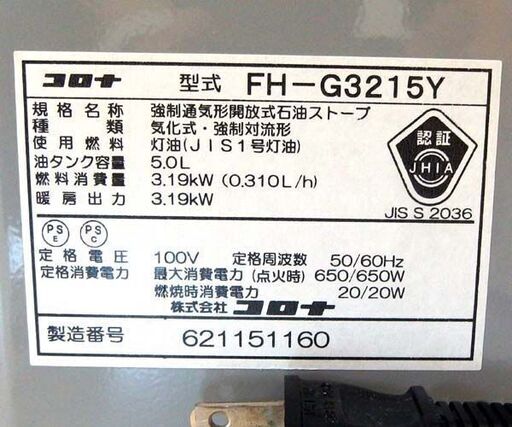 コロナ 型式 FH-G3215Y
規格名称 強制通気形開放式石油ストーブ
種類 気化式・強制対流形
使用燃料 灯油(JIS1号灯油)
油タンク容量 5.0L
燃料消費量 3.19kW (0.310L/h)
暖房出力 3.19kW
認証
JHIA
JIS S 2036
PS E PS C
定格電圧 100V 定格周波数 50/60Hz
定格消費電力 最大消費電力 (点火時) 650/650W
燃焼時消費電力 20/20W
株式会社 コロナ
製造番号 621151160